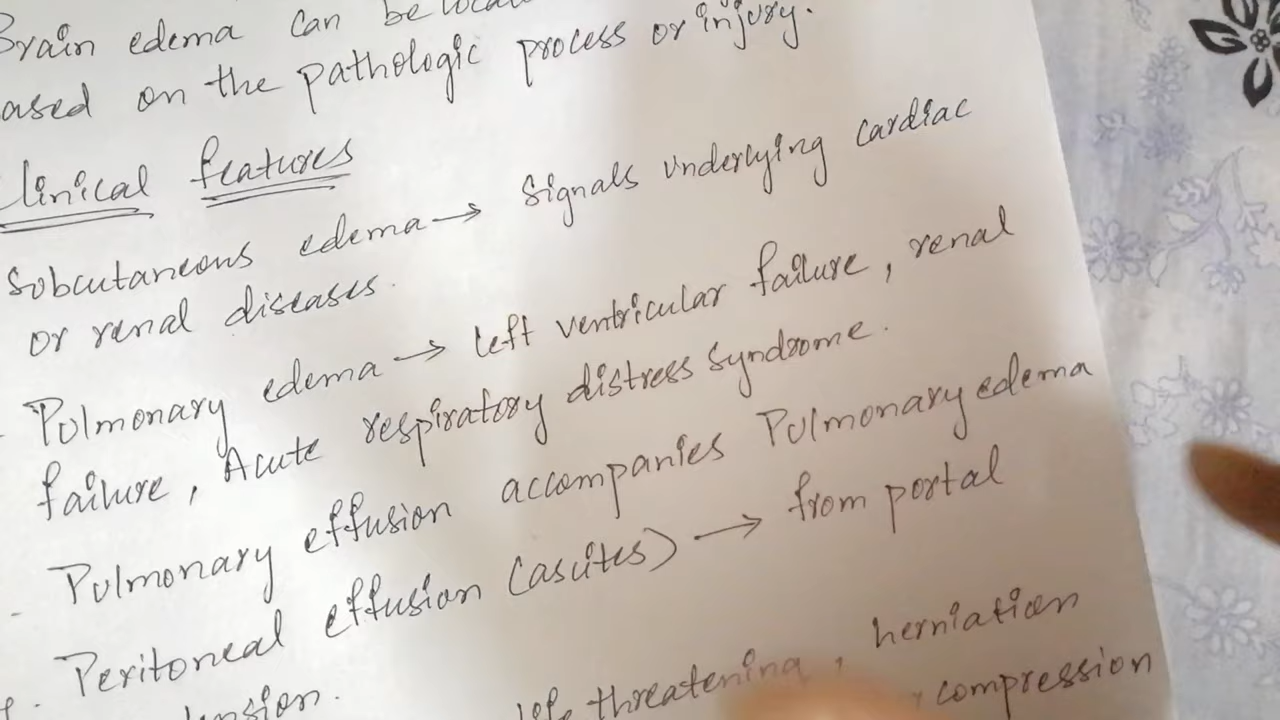 Brain edema can be
ased on the pathologic process or injury.
Clinical features
Subcutaneous edema → Signals underlying cardiac
or renal diseases.
- Pulmonary edema → left ventricular failure, renal
failure, Acute respiratory distress syndrome.
- Pulmonary effusion accompanies Pulmonary edema
Peritoneal effusion (ascites) → from portal
ension.
life threatening, herniation
compression